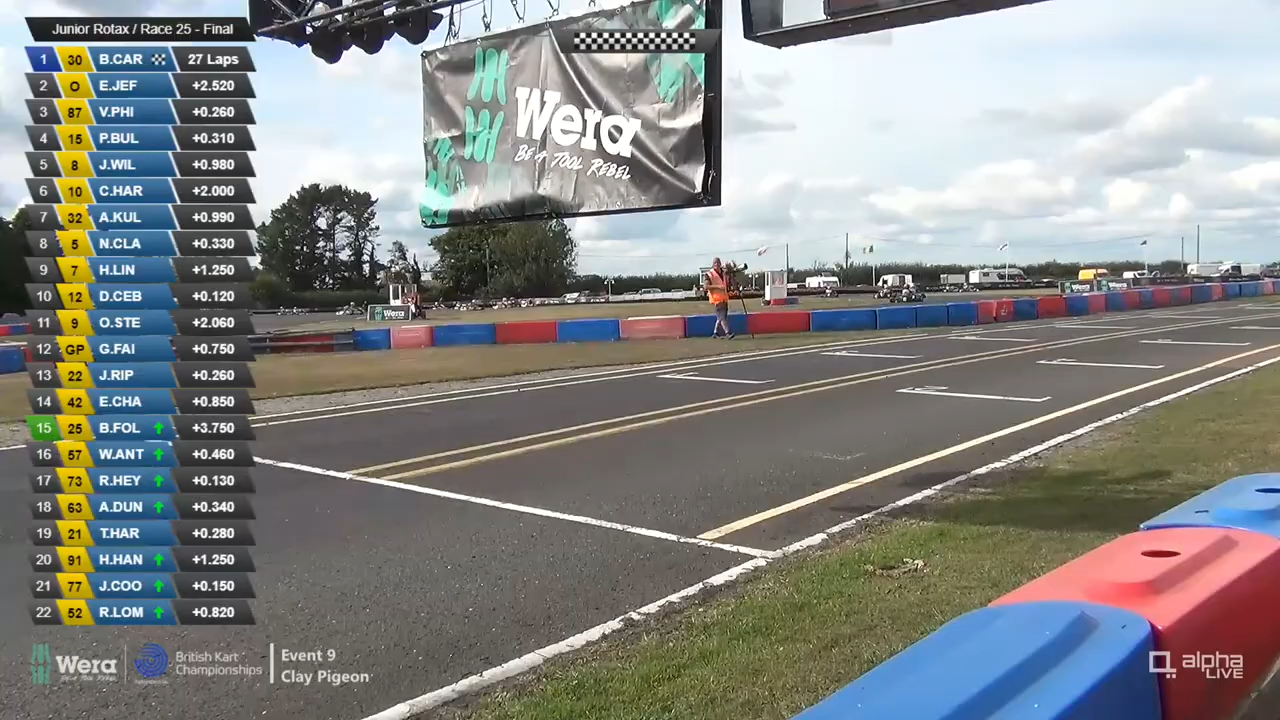 Junior Rotax / Race 25 - Final
1 30 B.CAR 27 Laps
2 O E.JEF +2.520
3 87 V.PHI +0.260
4 15 P.BUL +0.310
5 8 J.WIL +0.980
6 10 C.HAR +2.000
7 32 A.KUL +0.990
8 5 N.CLA +0.330
9 7 H.LIN +1.250
10 12 D.CEB +0.120
11 9 O.STE +2.060
12 GP G.FAI +0.750
13 22 J.RIP +0.260
14 42 E.CHA +0.850
15 25 B.FOL +3.750
16 57 W.ANT +0.460
17 73 R.HEY +0.130
18 63 A.DUN +0.340
19 21 T.HAR +0.280
20 91 H.HAN +1.250
21 77 J.COO +0.150
22 52 R.LOM +0.820
Wera
BE A TOOL REBEL
Wera
Wera
Wera
British Kart
Championships
Event 9
Clay Pigeon
alpha
LIVE